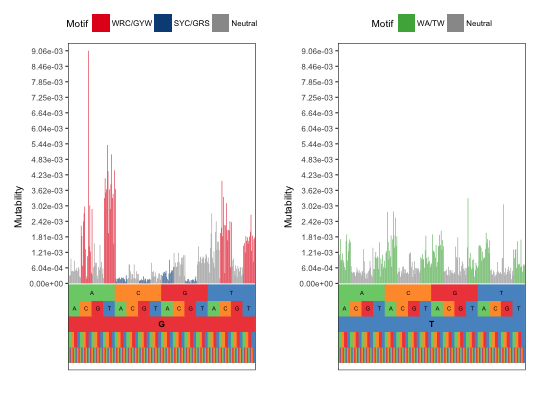 Motif WRC/GYW SYC/GRS Neutral
Mutability
9.06e−03
8.46e−03
7.85e−03
7.25e−03
6.64e−03
6.04e−03
5.44e−03
4.83e−03
4.23e−03
3.62e−03
3.02e−03
2.42e−03
1.81e−03
1.21e−03
6.04e−04
0.00e+00
A C G T
A C G T A C G T A C G T A C G T
G
Motif WA/TW Neutral
Mutability
9.06e−03
8.46e−03
7.85e−03
7.25e−03
6.64e−03
6.04e−03
5.44e−03
4.83e−03
4.23e−03
3.62e−03
3.02e−03
2.42e−03
1.81e−03
1.21e−03
6.04e−04
0.00e+00
A C G T
A C G T A C G T A C G T A C G T
T